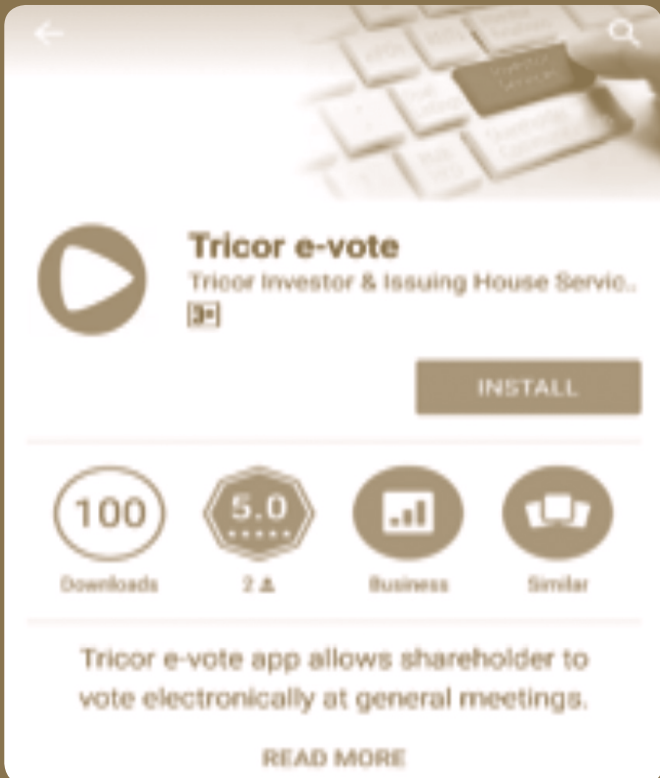 Tricor e-vote
Tricor Investor & Issuing House Servic..
3+
INSTALL
100
5.0
Downloads
2
Business
Similar
Tricor e-vote app allows shareholder to
vote electronically at general meetings.
READ MORE